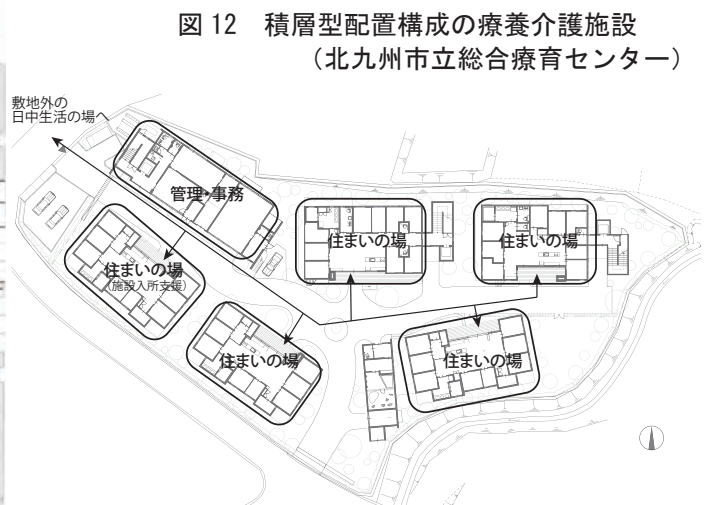 図 12　積層型配置構成の療養介護施設
（北九州市立総合療育センター）
敷地外の
日中生活の場へ
管理・事務
住まいの場
住まいの場
住まいの場
（施設入所支援）
住まいの場
住まいの場